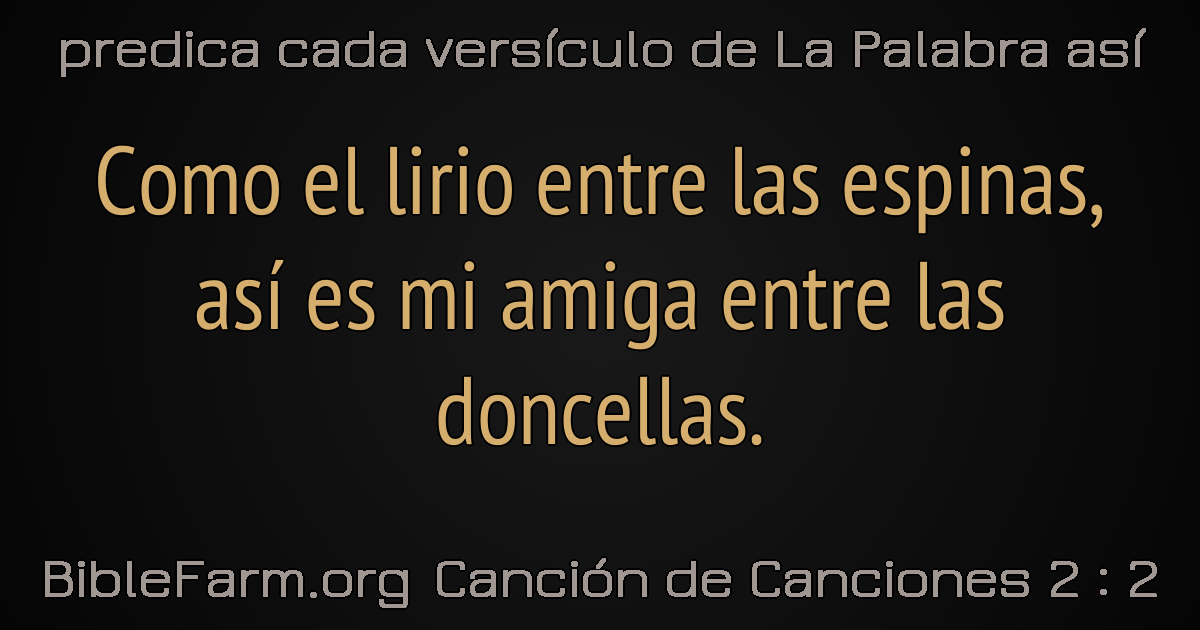 predica cada versículo de La Palabra así
Como el lirio entre las espinas,
así es mi amiga entre las
doncellas.
BibleFarm.org Canción de Canciones 2 : 2